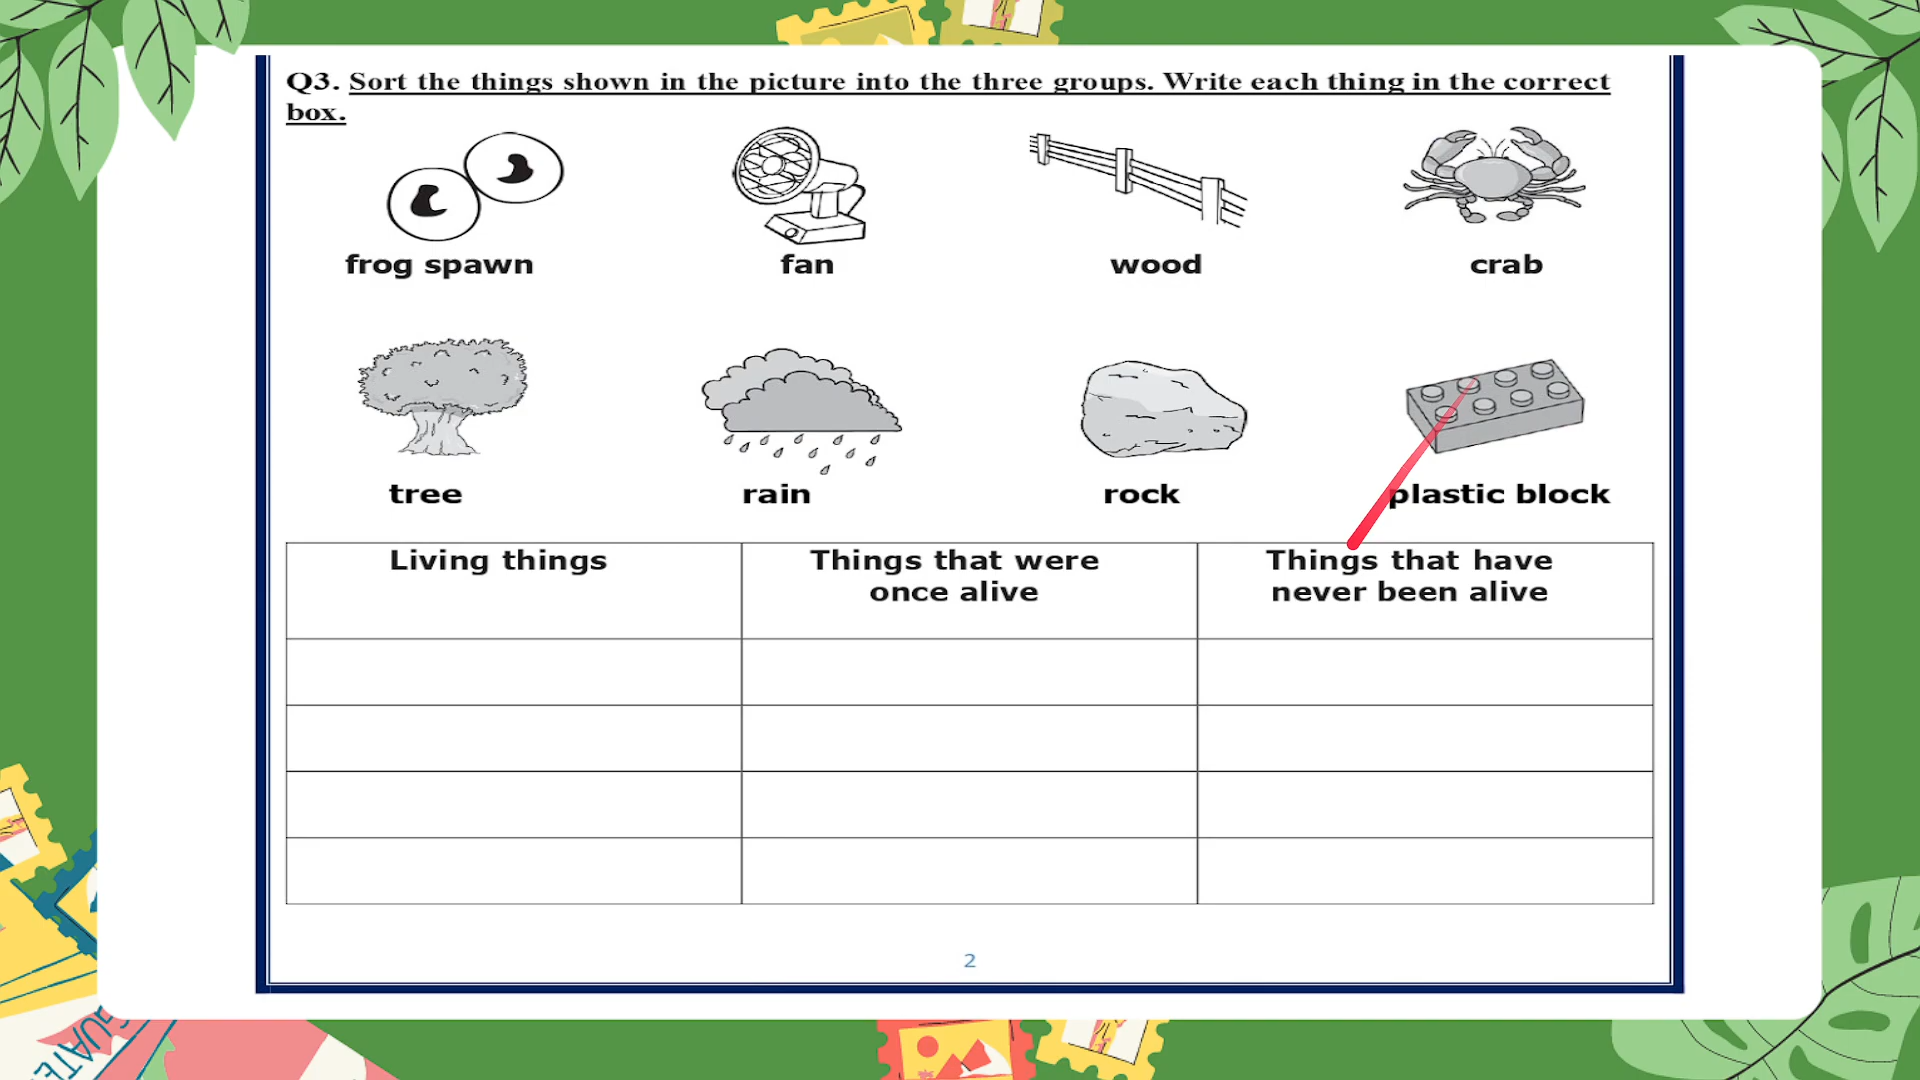 Q3. Sort the things shown in the picture into the three groups. Write each thing in the correct
box.
frog spawn
fan
wood
crab
tree
rain
rock
plastic block
Living things
Things that were
once alive
Things that have
never been alive
2